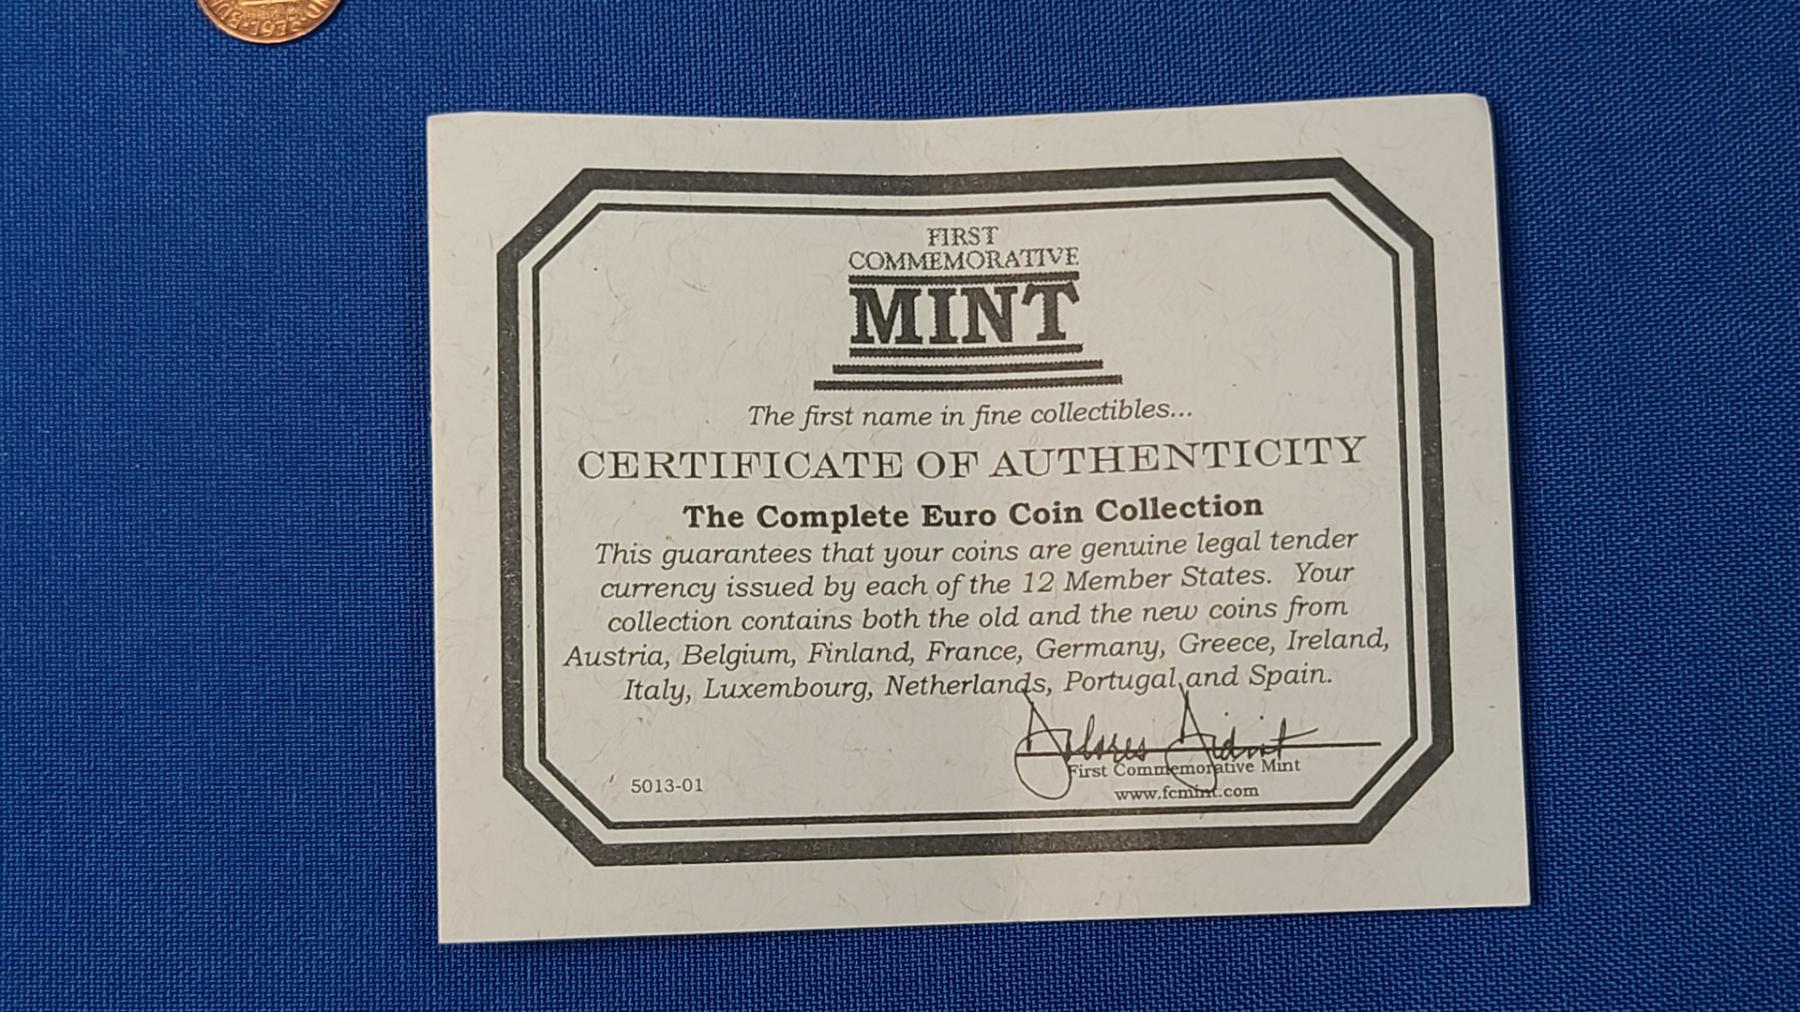 FIRST
COMMEMORATIVE
MINT
The first name in fine collectibles...
CERTIFICATE OF AUTHENTICITY
The Complete Euro Coin Collection
This guarantees that your coins are genuine legal tender
currency issued by each of the 12 Member States. Your
collection contains both the old and the new coins from
Austria, Belgium, Finland, France, Germany, Greece, Ireland,
Italy, Luxembourg, Netherlands, Portugal and Spain.
First Commemorative Mint
5013-01
www.fcmint.com